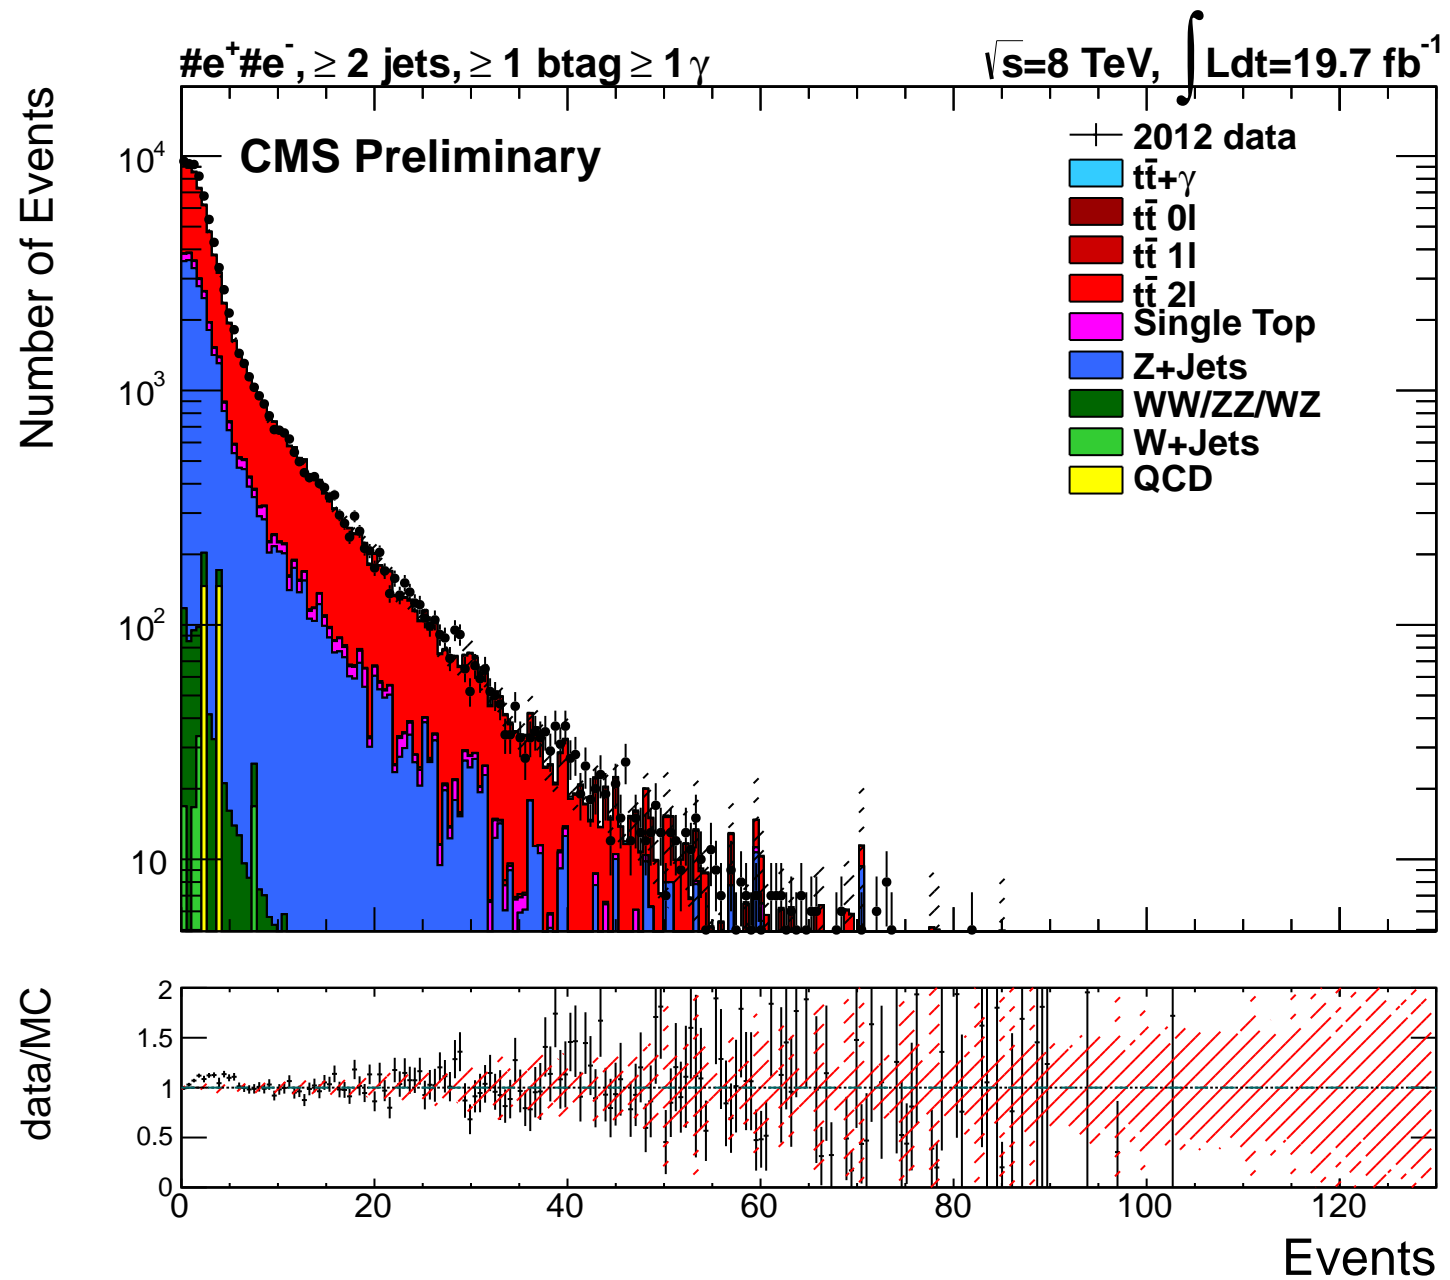 #e⁺#e⁻, ≥ 2 jets, ≥ 1 btag ≥ 1 γ
√s=8 TeV, ∫Ldt=19.7 fb⁻¹
CMS Preliminary
2012 data
tt̄+γ
tt̄ 0l
tt̄ 1l
tt̄ 2l
Single Top
Z+Jets
WW/ZZ/WZ
W+Jets
QCD
Number of Events
10⁴
10³
10²
10
data/MC
2
1.5
1
0.5
0
0 20 40 60 80 100 120
Events